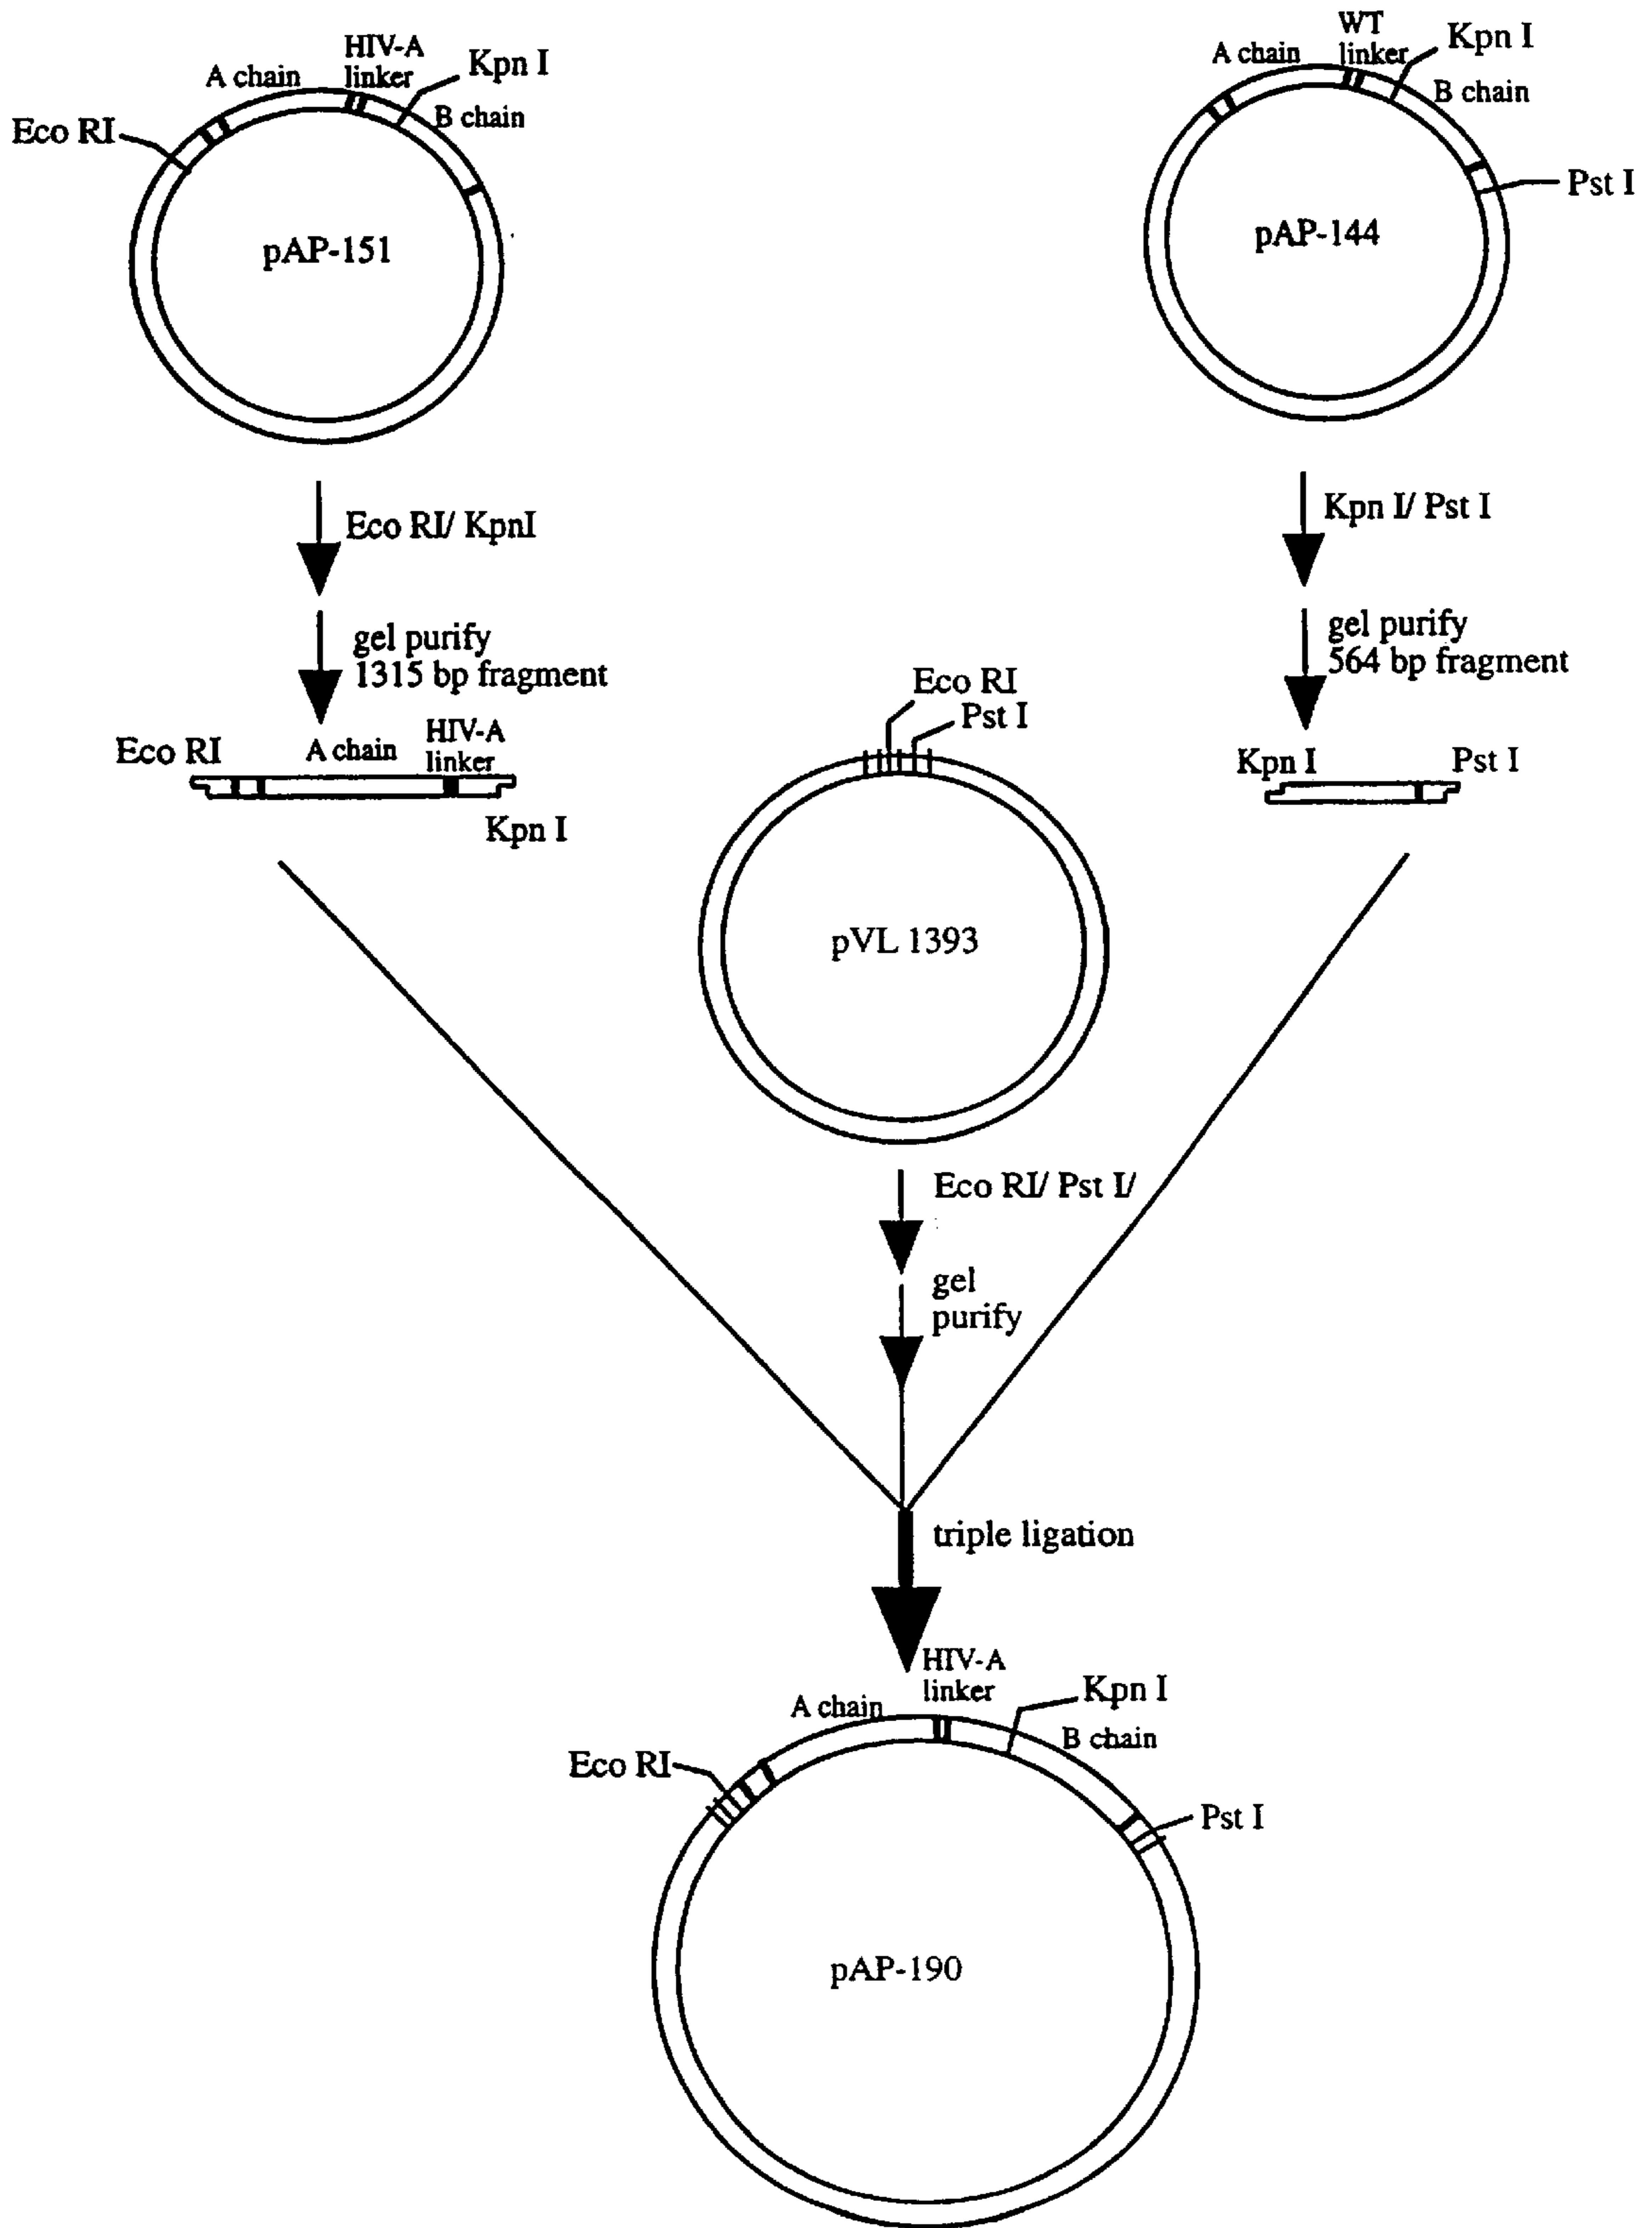 HIV-A
linker
A chain
Kpn I
B chain
Eco RI
pAP-151
WT
linker
A chain
Kpn I
B chain
Pst I
pAP-144
Eco RI/ KpnI
gel purify
1315 bp fragment
Kpn I/ Pst I
gel purify
564 bp fragment
Eco RI
A chain
HIV-A
linker
Kpn I
Eco RI
Pst I
pVL 1393
Kpn I
Pst I
Eco RI/ Pst I/
gel
purify
triple ligation
HIV-A
linker
A chain
Kpn I
B chain
Eco RI
Pst I
pAP-190